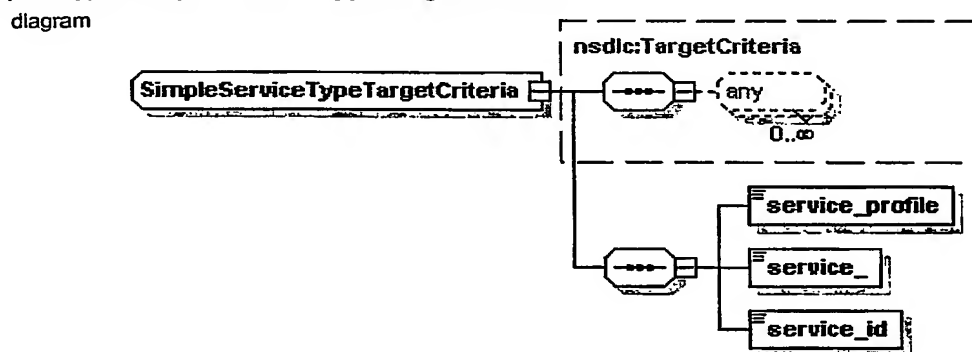 diagram
nsdlc:TargetCriteria
SimpleServiceTypeTargetCriteria
any
0..∞
service_profile
service_
service_id